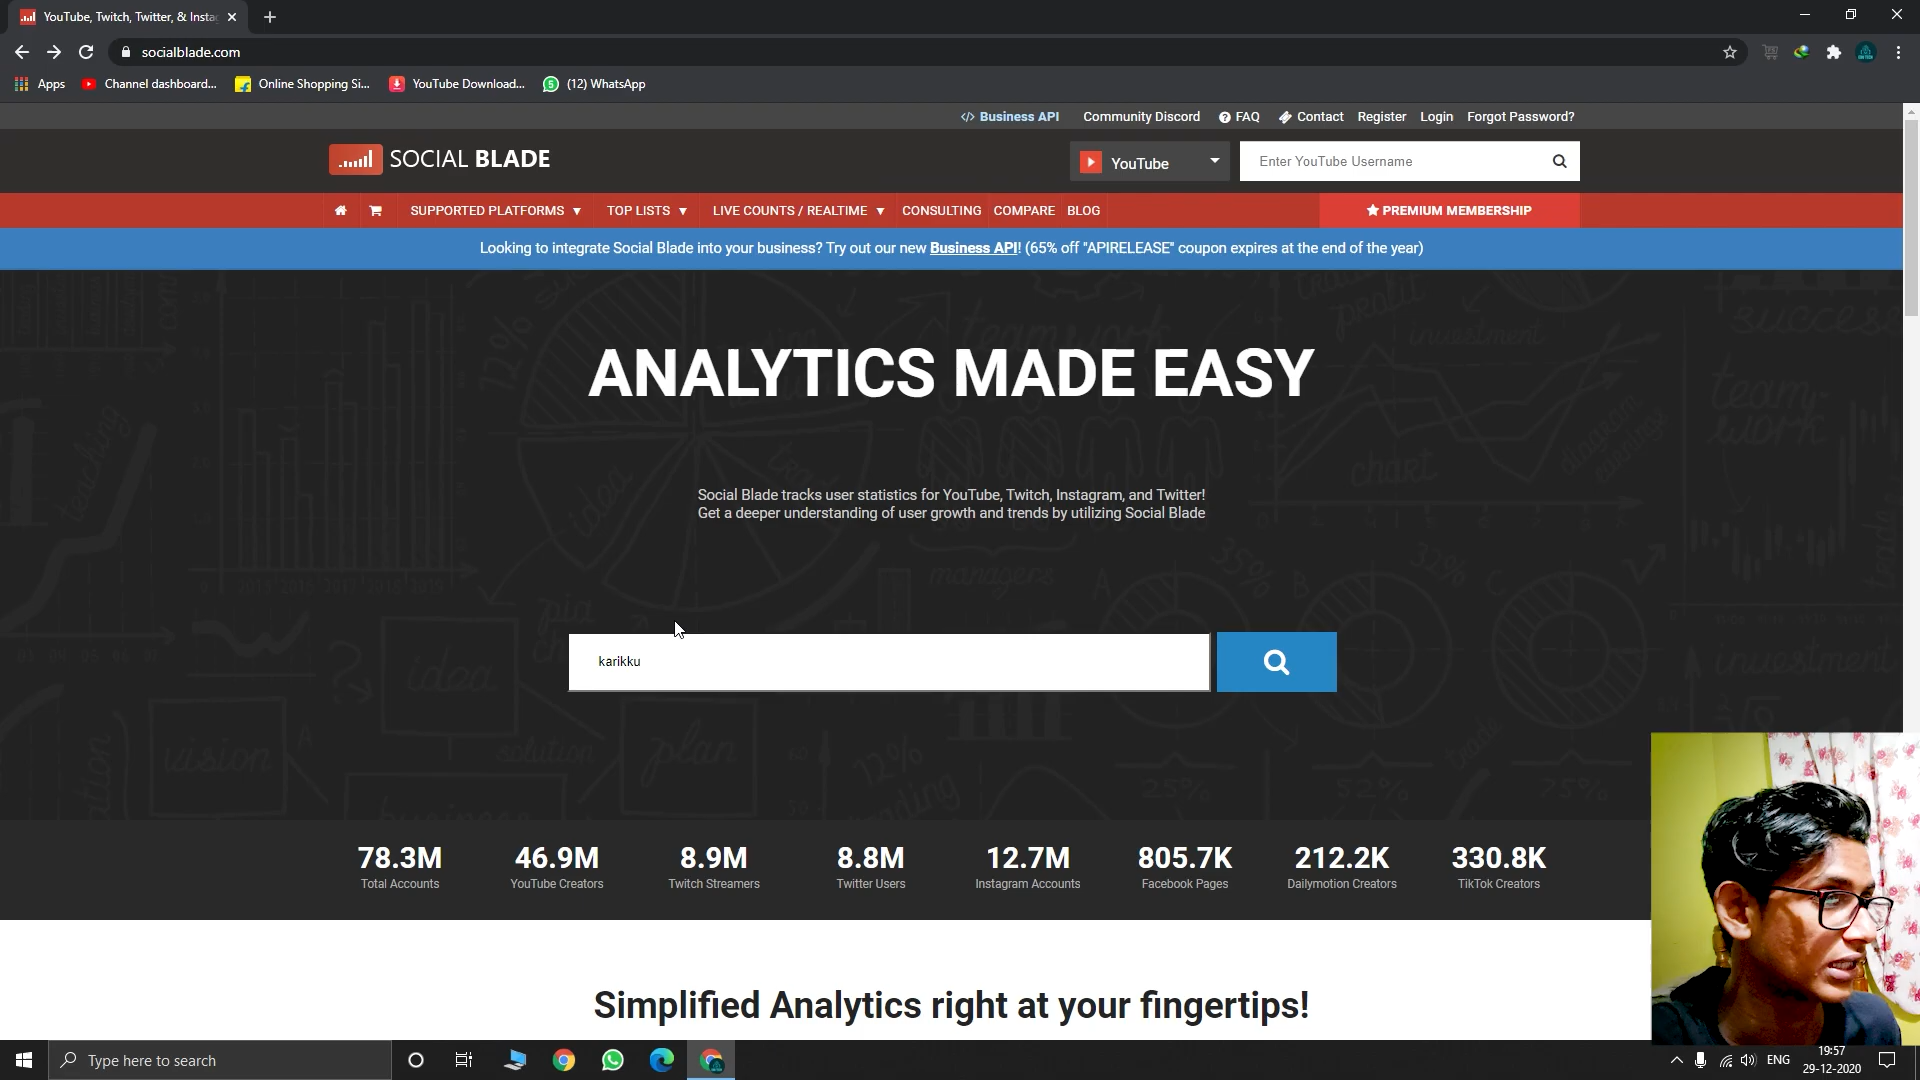 YouTube, Twitch, Twitter, & Insta
socialblade.com
Apps
Channel dashboard...
Online Shopping Si...
YouTube Download...
(12) WhatsApp
</> Business API
Community Discord
FAQ
Contact
Register
Login
Forgot Password?
SOCIAL BLADE
YouTube
Enter YouTube Username
SUPPORTED PLATFORMS
TOP LISTS
LIVE COUNTS / REALTIME
CONSULTING
COMPARE
BLOG
PREMIUM MEMBERSHIP
Looking to integrate Social Blade into your business? Try out our new Business API! (65% off "APIRELEASE" coupon expires at the end of the year)
ANALYTICS MADE EASY
Social Blade tracks user statistics for YouTube, Twitch, Instagram, and Twitter!
Get a deeper understanding of user growth and trends by utilizing Social Blade
karikku
78.3M
Total Accounts
46.9M
YouTube Creators
8.9M
Twitch Streamers
8.8M
Twitter Users
12.7M
Instagram Accounts
805.7K
Facebook Pages
212.2K
Dailymotion Creators
330.8K
TikTok Creators
Simplified Analytics right at your fingertips!
Type here to search
ENG
19:57
29-12-2020